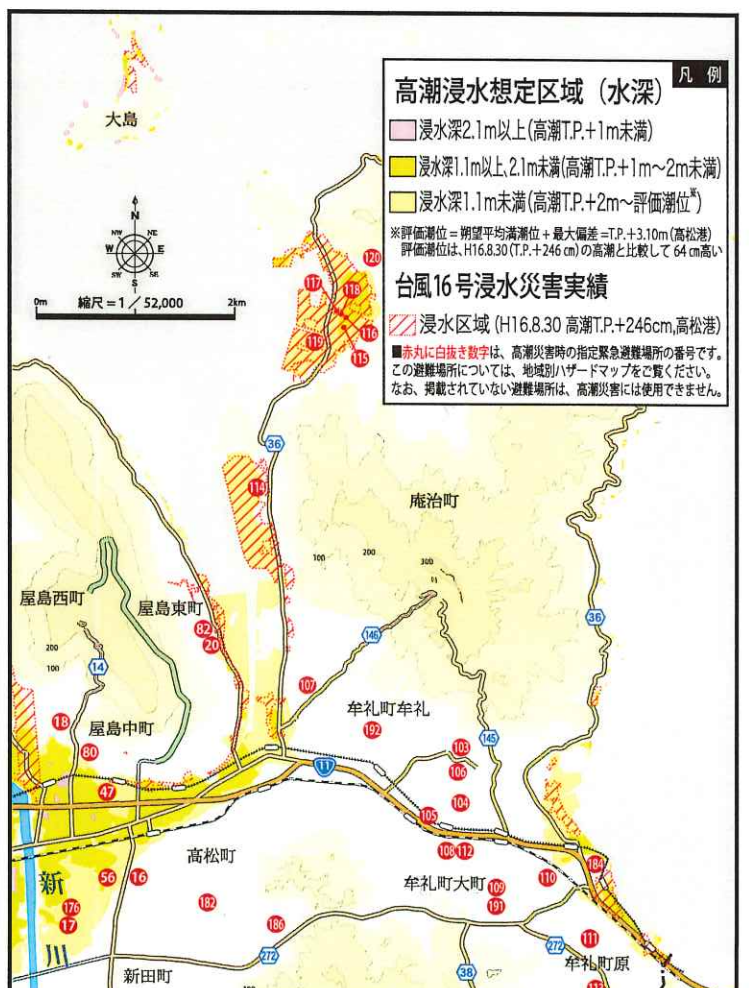 凡 例
高潮浸水想定区域（水深）
浸水深2.1m以上(高潮T.P.+1m未満)
浸水深1.1m以上、2.1m未満(高潮T.P.+1m～2m未満)
浸水深1.1m未満(高潮T.P.+2m～評価潮位※)
※評価潮位＝朔望平均満潮位＋最大偏差＝T.P.+3.10m(高松港)
評価潮位は、H16.8.30(T.P.+246㎝)の高潮と比較して64㎝高い
台風16号浸水災害実績
浸水区域(H16.8.30 高潮T.P.+246cm,高松港)
■赤丸に白抜き数字は、高潮災害時の指定緊急避難場所の番号です。
この避難場所については、地域別ハザードマップをご覧ください。
なお、掲載されていない避難場所は、高潮災害には使用できません。
大島
N
NW NE
W E
SW SE
S
0m 縮尺＝1／52,000 2km
120
117
118
116
119
115
36
114
庵治町
100
200
300
屋島西町
屋島東町
82
20
146
36
200
100
14
107
牟礼町牟礼
192
18
屋島中町
80
103
145
106
11
47
104
105
高松町
108
112
184
新
56
16
牟礼町大町
109
110
176
182
191
17
186
111
川
272
272
牟礼町原
新田町
38
113